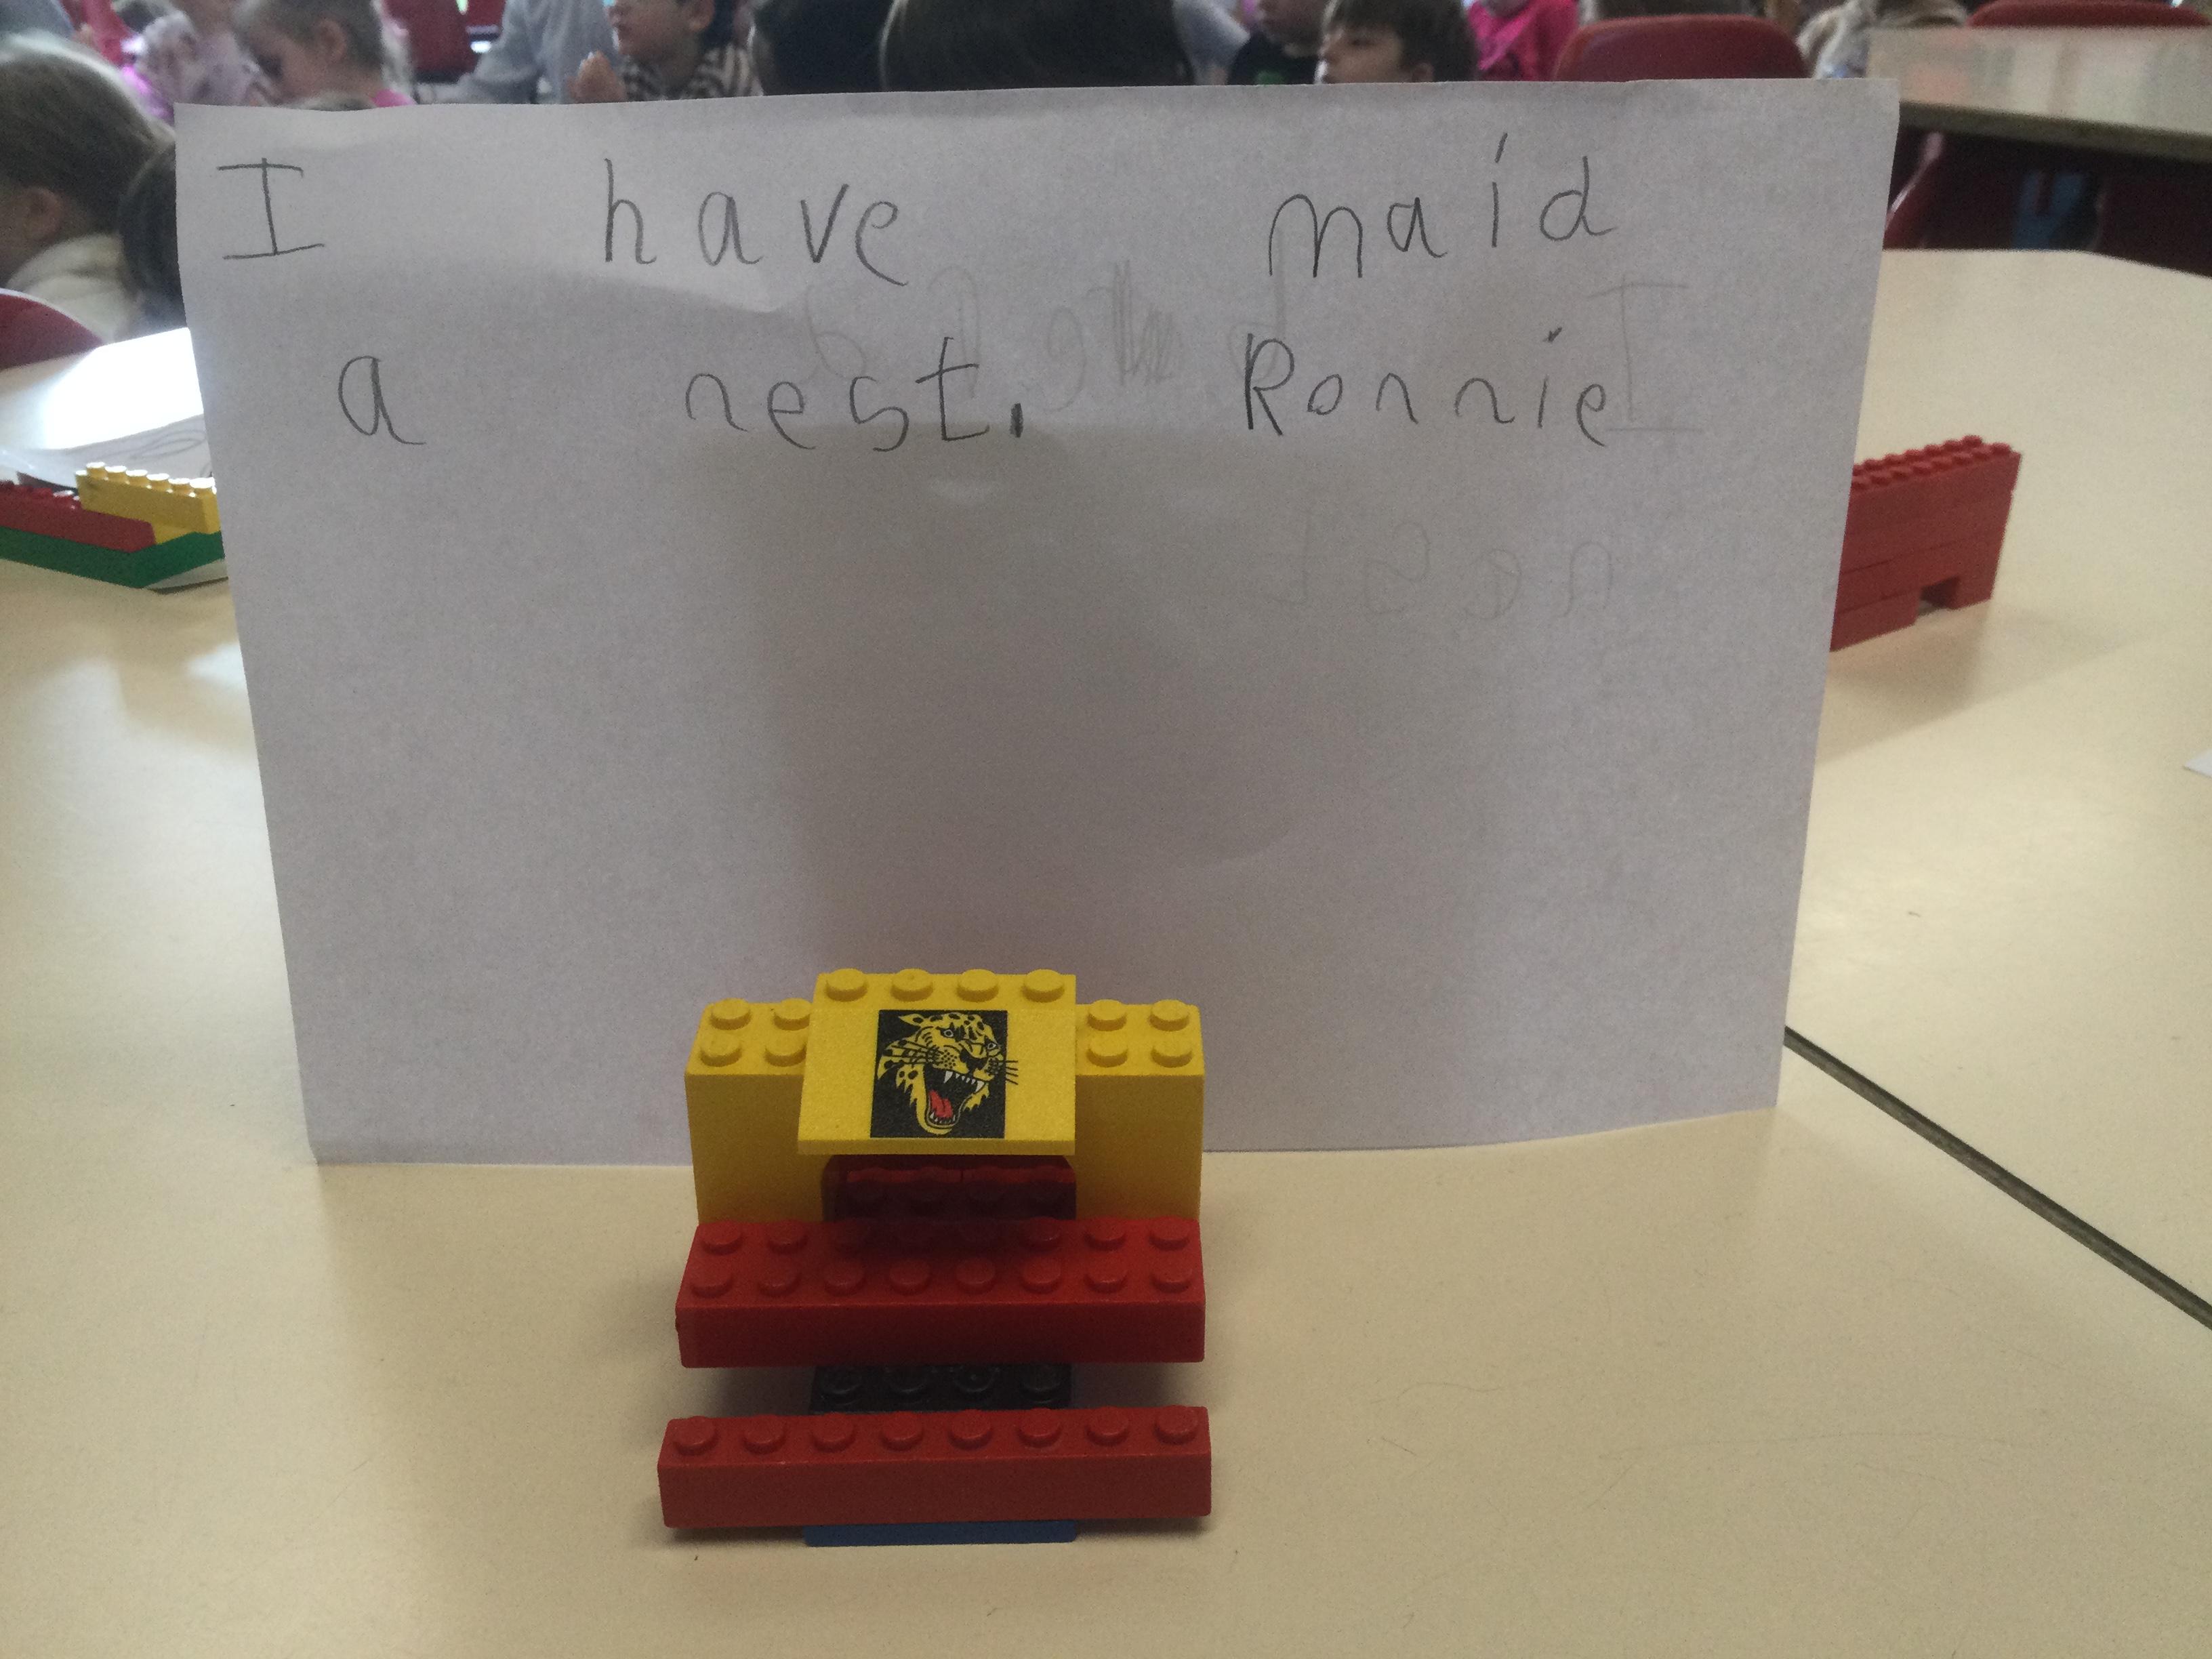 I have maid
a nest. Ronnie